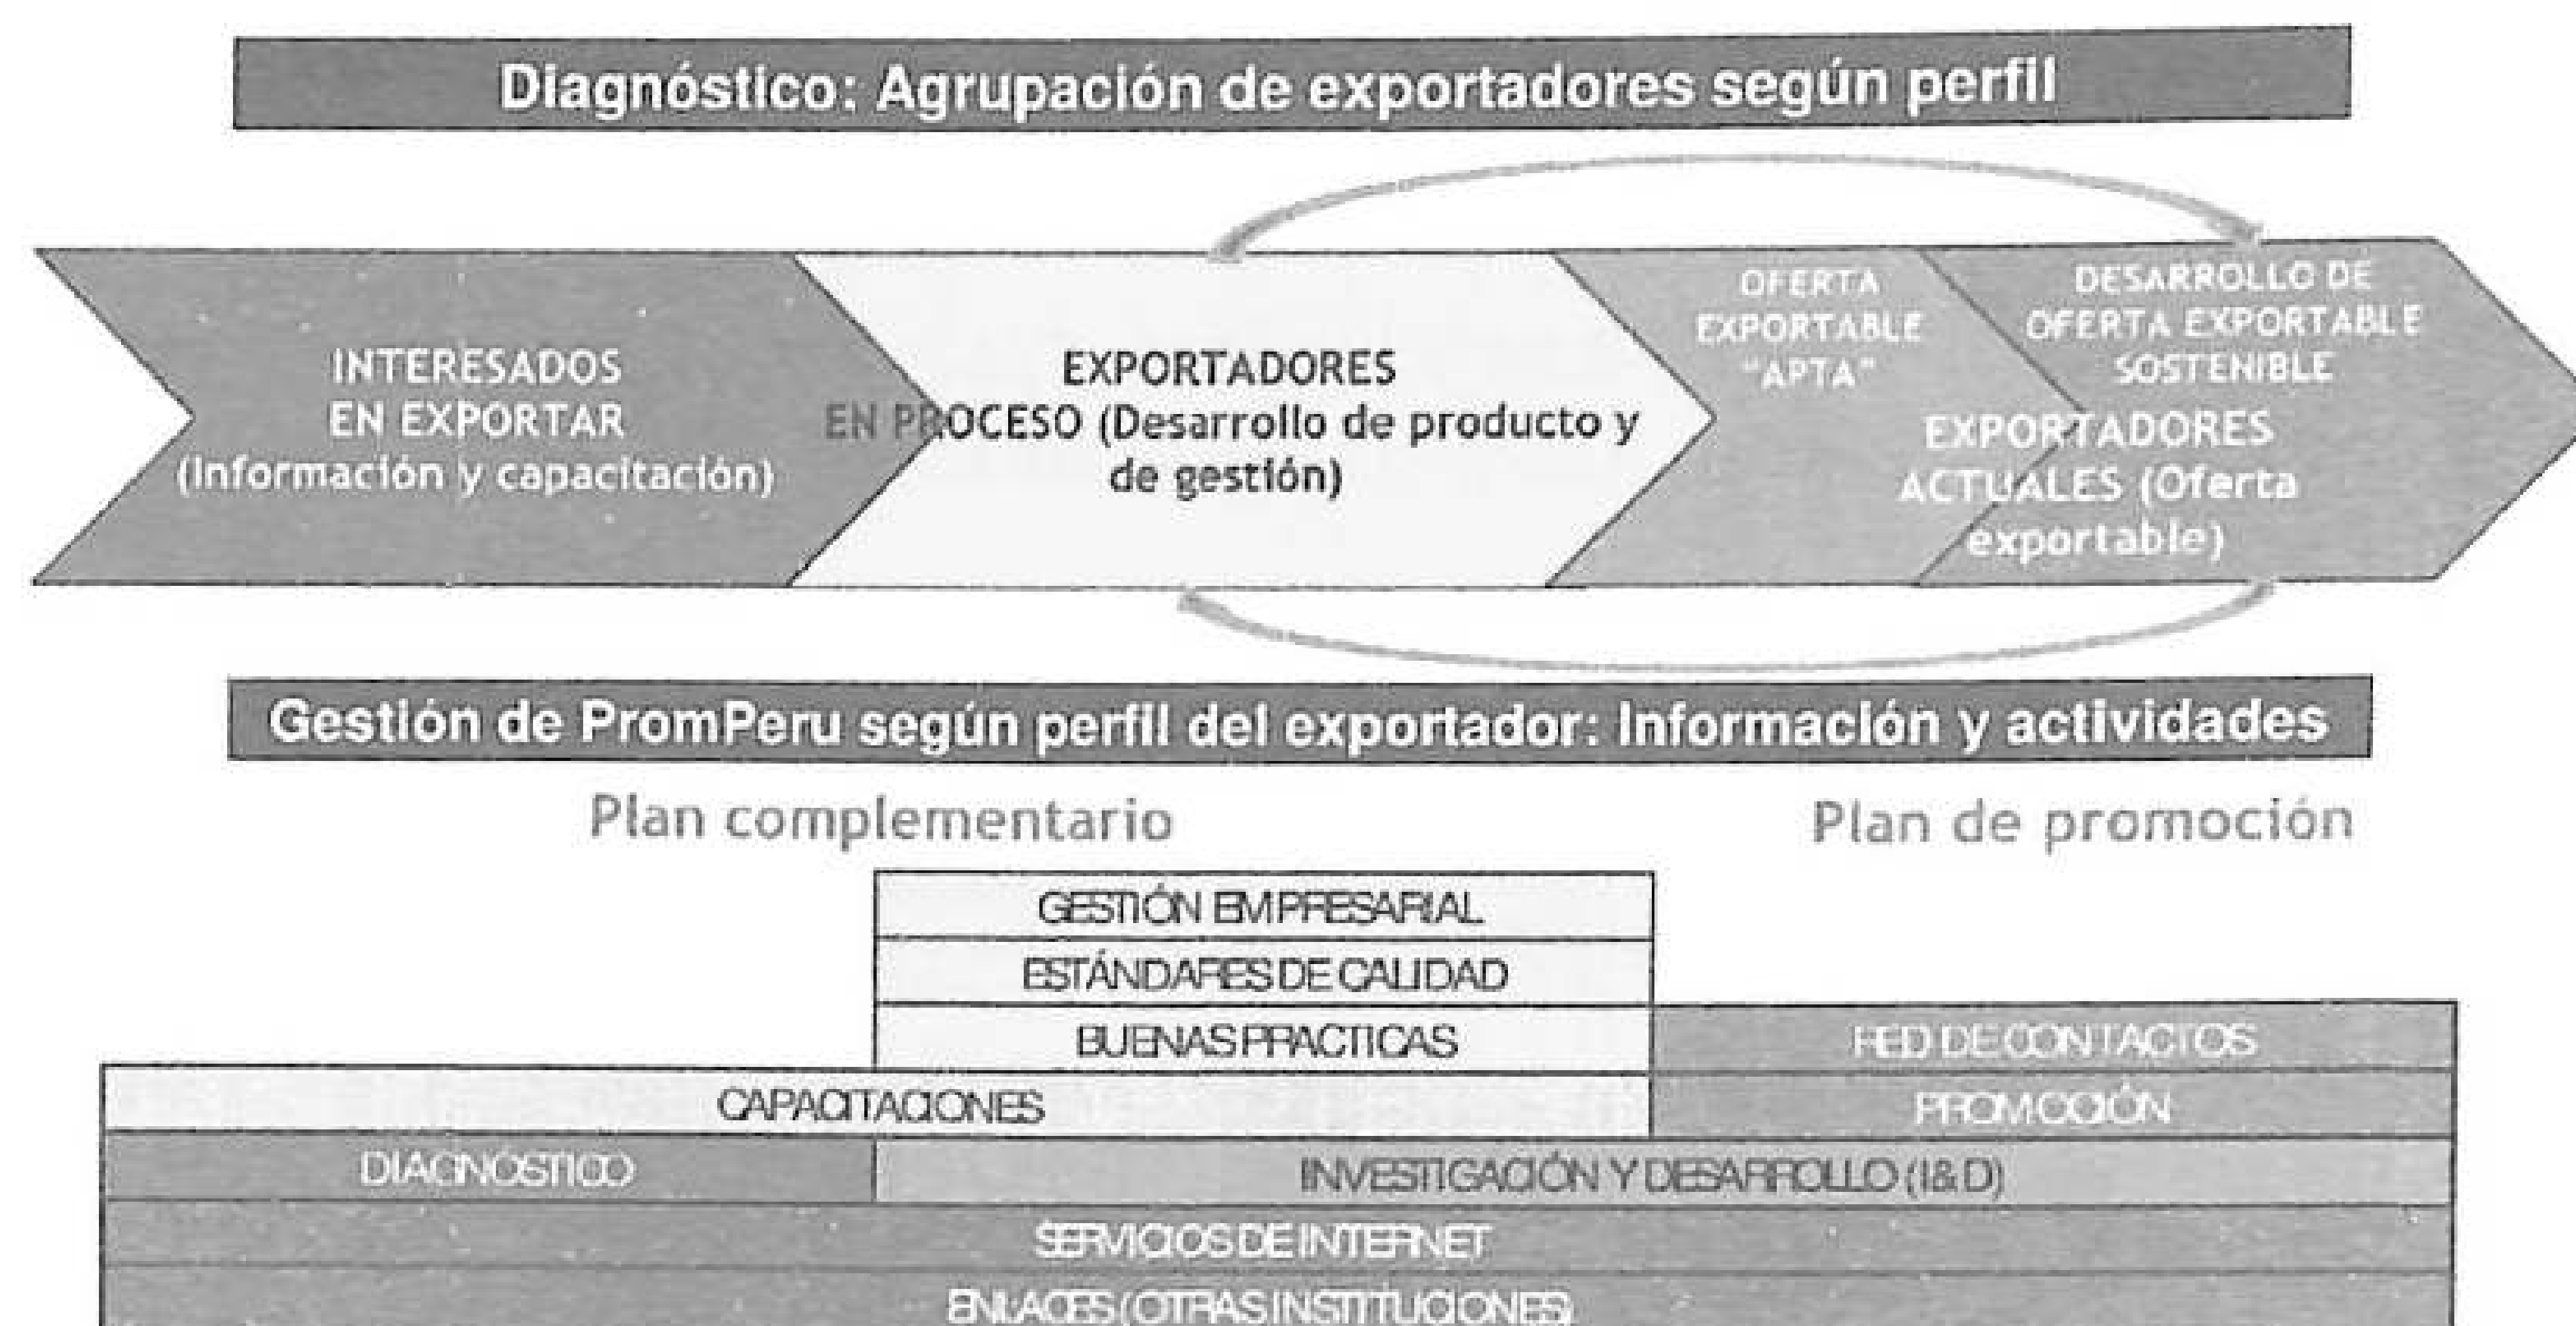 Diagnóstico: Agrupación de exportadores según perfil
INTERESADOS
EN EXPORTAR
(Información y capacitación)
EXPORTADORES
EN PROCESO (Desarrollo de producto y
de gestión)
OFERTA
EXPORTABLE
"APTA"
DESARROLLO DE
OFERTA EXPORTABLE
SOSTENIBLE
EXPORTADORES
ACTUALES (Oferta
exportable)
Gestión de PromPeru según perfil del exportador: Información y actividades
Plan complementario
Plan de promoción
GESTIÓN EMPRESARIAL
ESTÁNDARES DE CALIDAD
BUENAS PRACTICAS
RED DE CONTACTOS
CAPACITACIONES
PROMOCIÓN
DIAGNOSTICO
INVESTIGACIÓN Y DESARROLLO (I&D)
SERVICIOS DE INTERNET
ENLACES (OTRAS INSTITUCIONES)